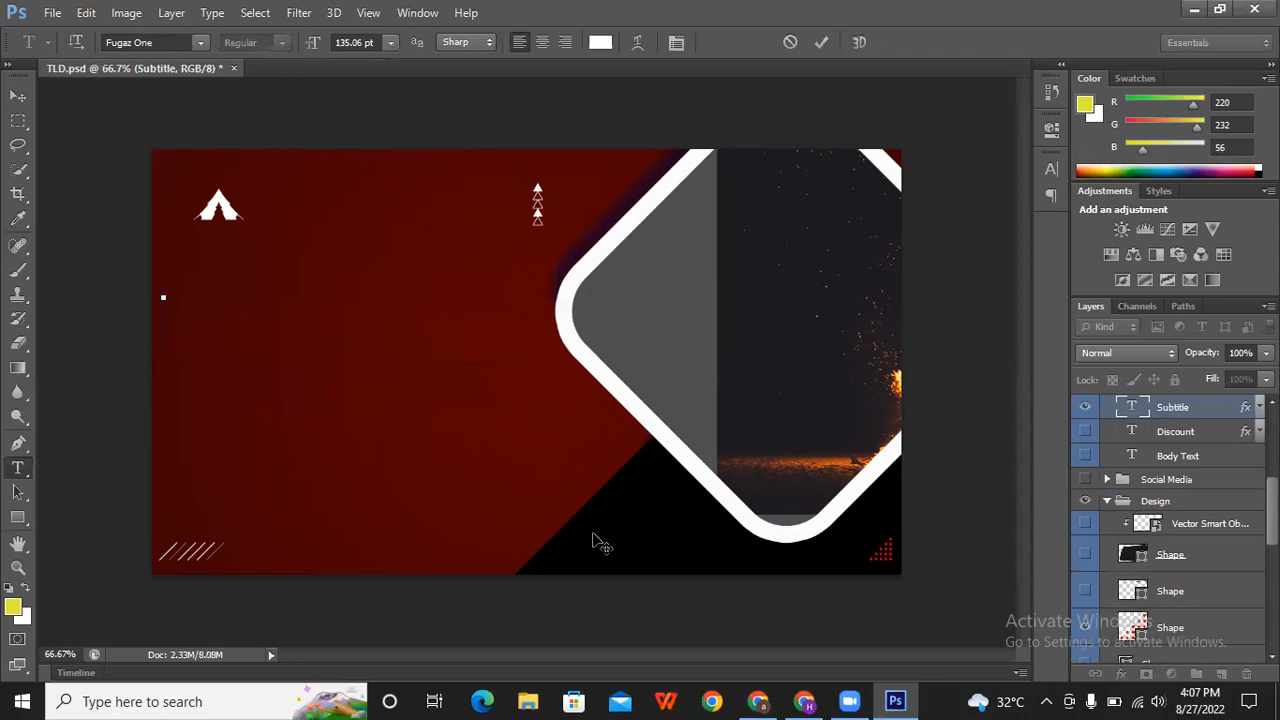 Ps File Edit Image Layer Type Select Filter 3D View Window Help
T Fugaz One Regular 135.06 pt Sharp 3D Essentials
TLD.psd @ 66.7% (Subtitle, RGB/8) * ×
Color Swatches
R 220
G 232
B 56
Adjustments Styles
Add an adjustment
Layers Channels Paths
Kind
Normal Opacity: 100%
Lock: Fill: 100%
T Subtitle fx
T Discount fx
T Body Text
Social Media
Design
Vector Smart Ob...
Shape
Shape
Shape
Activate Windows
Go to Settings to activate Windows.
66.67% Doc: 2.33M/8.08M
Timeline
Type here to search
32°C
4:07 PM
8/27/2022